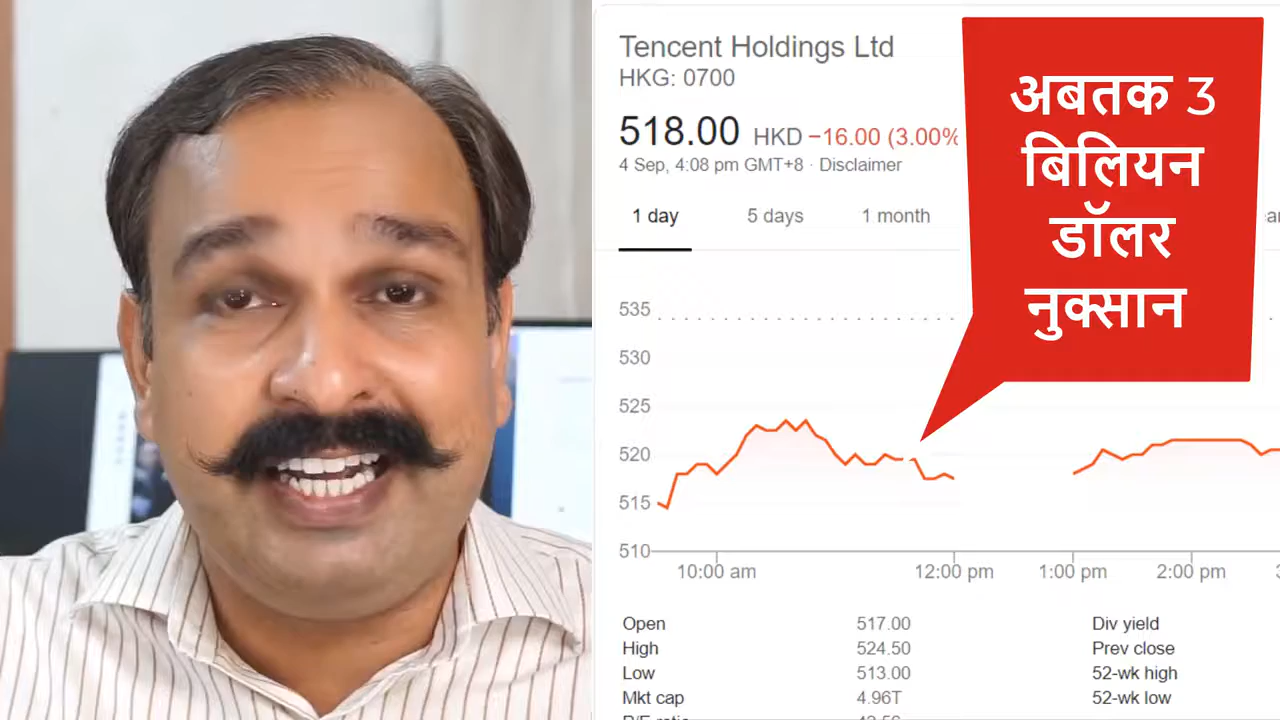 Tencent Holdings Ltd
HKG: 0700
518.00 HKD −16.00 (3.00%
4 Sep, 4:08 pm GMT+8 · Disclaimer
1 day 5 days 1 month
अबतक 3
बिलियन
डॉलर
नुक्सान
535
530
525
520
515
510
10:00 am 12:00 pm 1:00 pm 2:00 pm
Open 517.00 Div yield
High 524.50 Prev close
Low 513.00 52-wk high
Mkt cap 4.96T 52-wk low